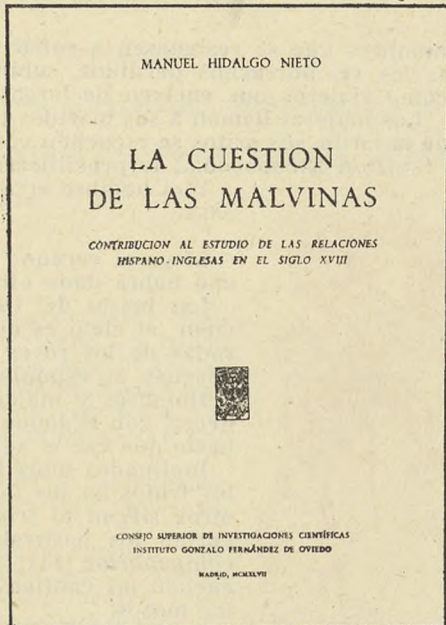 MANUEL HIDALGO NIETO
LA CUESTION
DE LAS MALVINAS
CONTRIBUCION AL ESTUDIO DE LAS RELACIONES
HISPANO-INGLESAS EN EL SIGLO XVIII
CONSEJO SUPERIOR DE INVESTIGACIONES CIENTÍFICAS
INSTITUTO GONZALO FERNÁNDEZ DE OVIEDO
MADRID, MCMXLVII